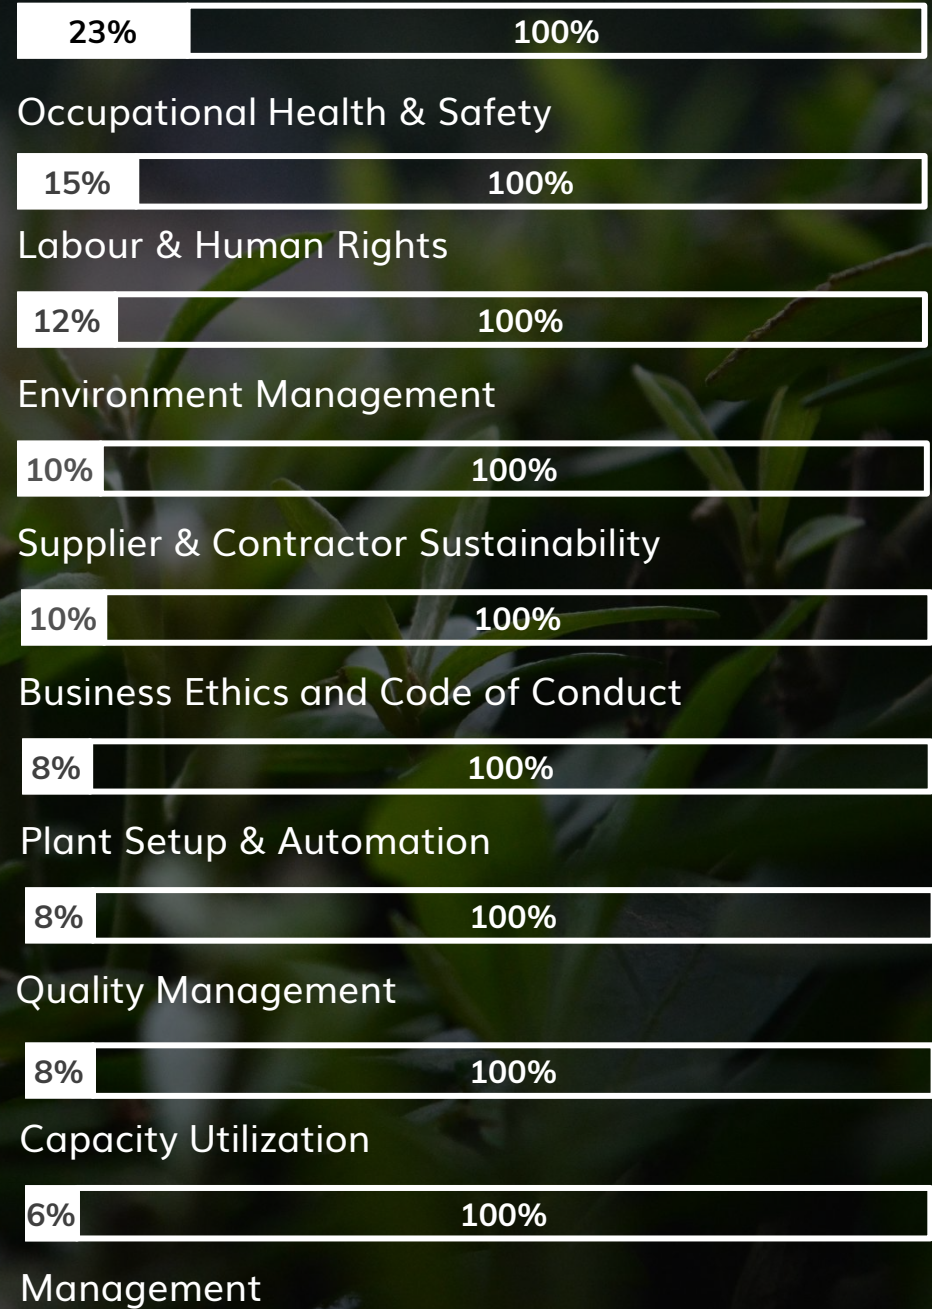 23% 100%
Occupational Health & Safety
15% 100%
Labour & Human Rights
12% 100%
Environment Management
10% 100%
Supplier & Contractor Sustainability
10% 100%
Business Ethics and Code of Conduct
8% 100%
Plant Setup & Automation
8% 100%
Quality Management
8% 100%
Capacity Utilization
6% 100%
Management